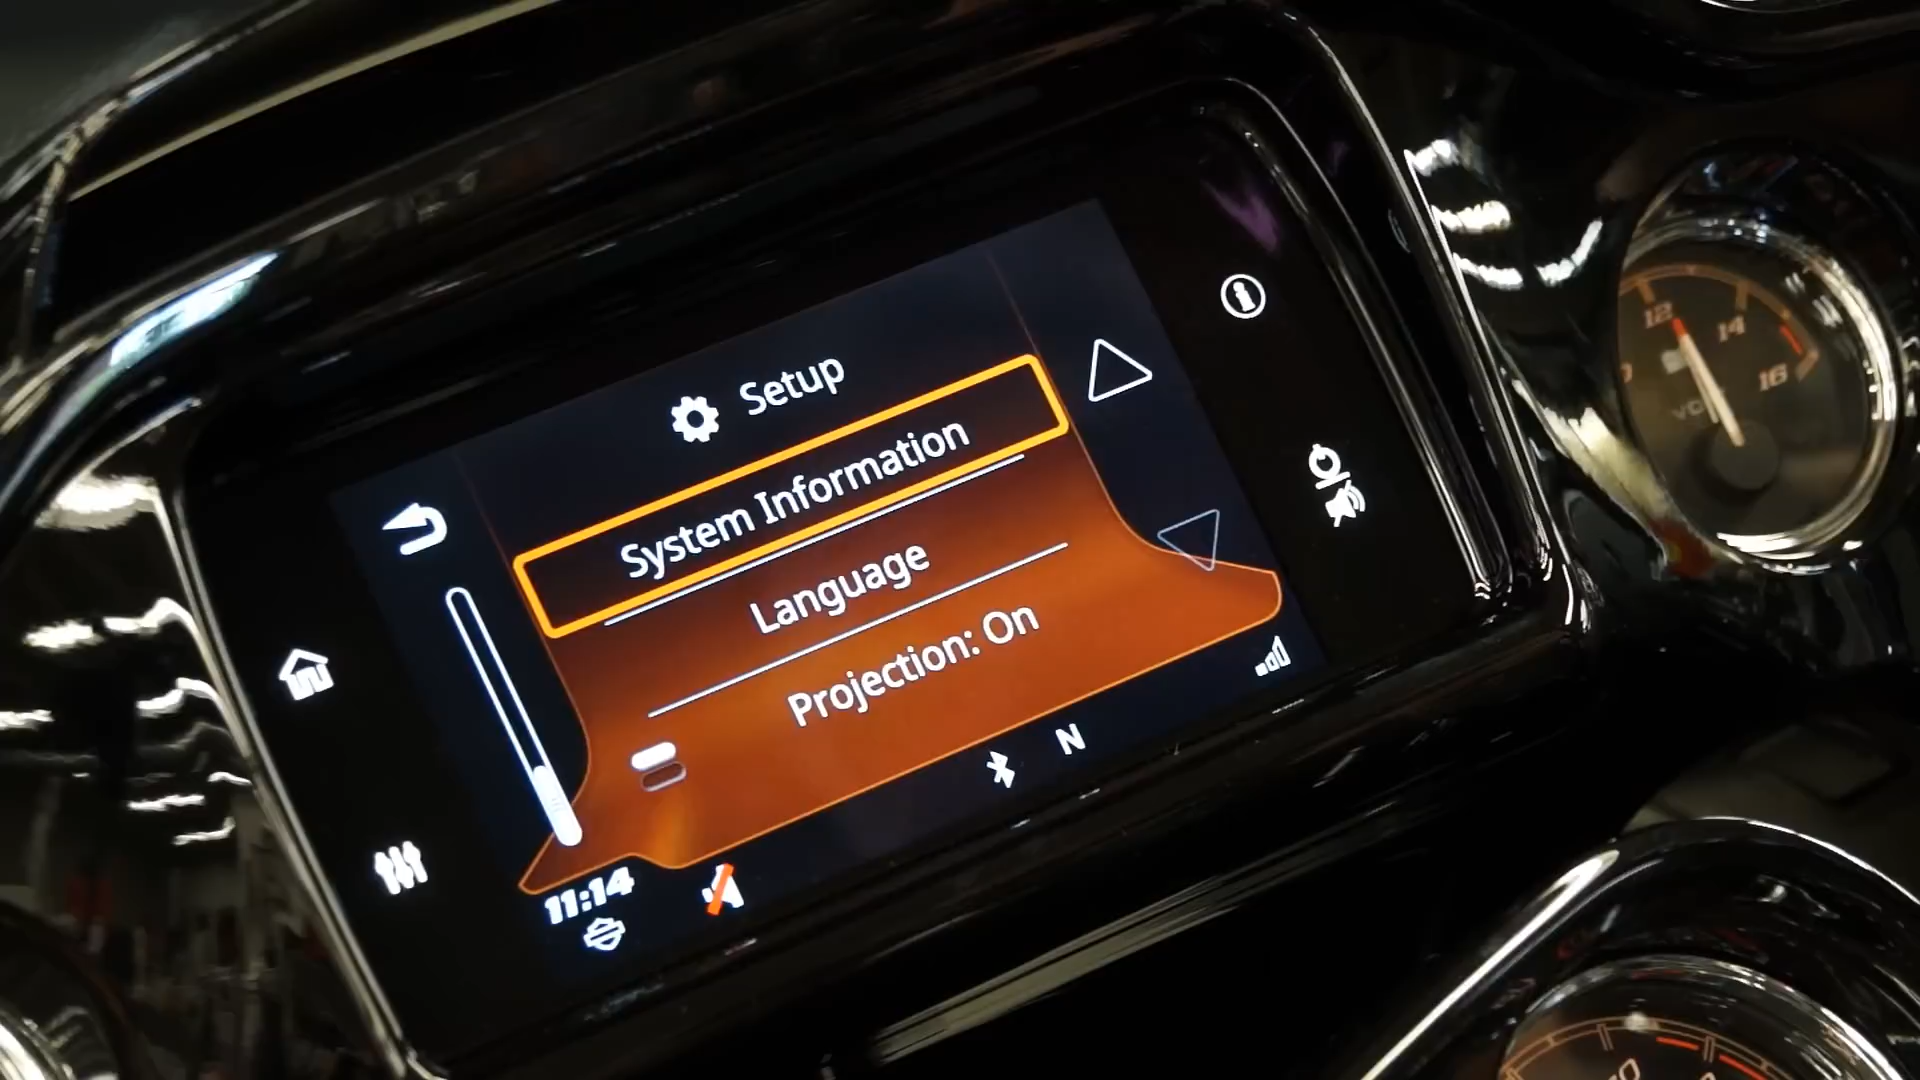 Setup
System Information
Language
Projection: On
N
11:14
12
14
16